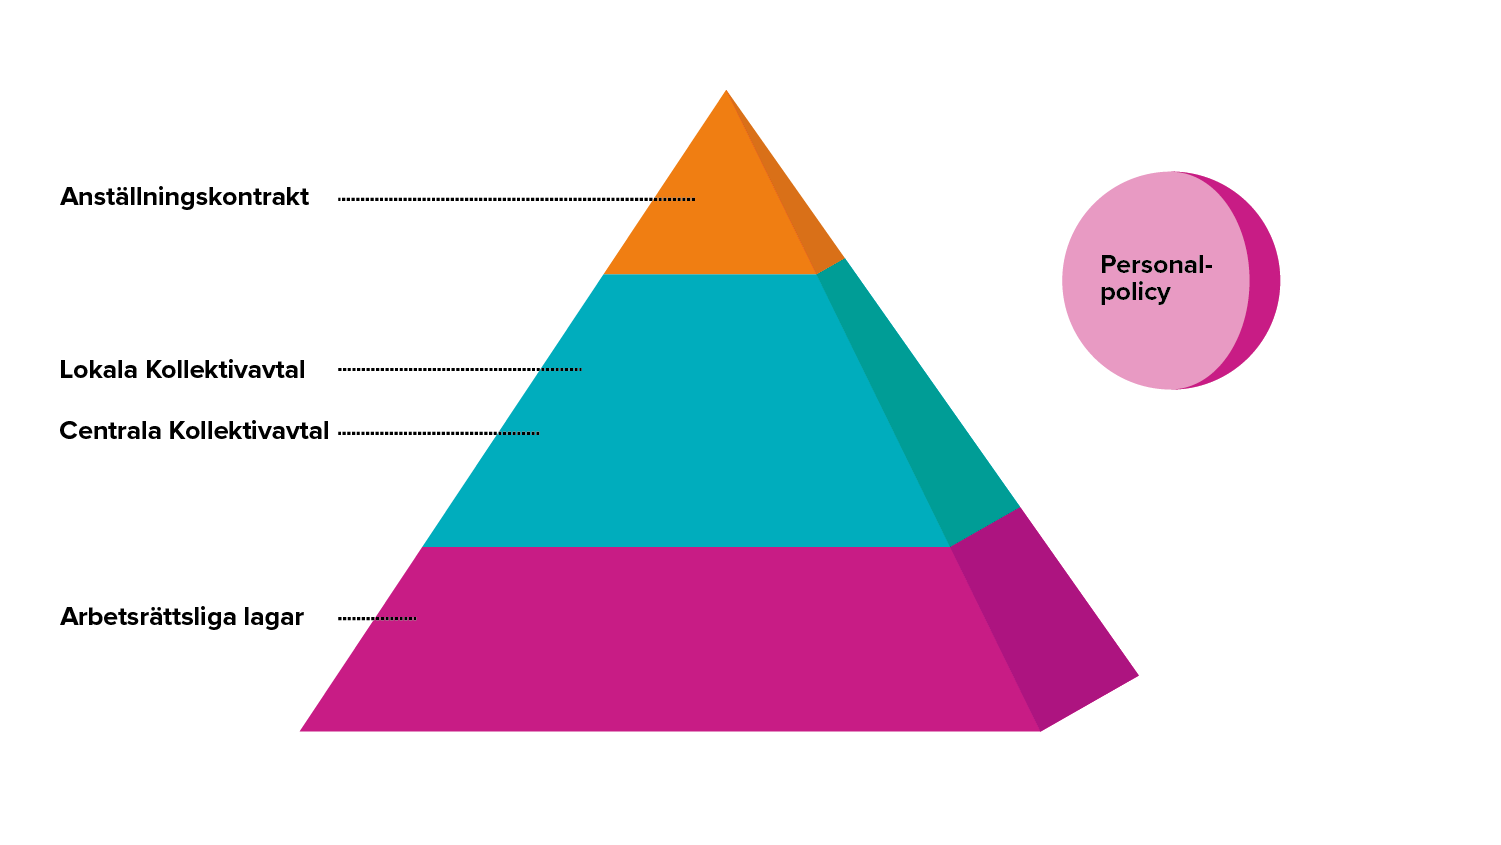 Anställningskontrakt
Lokala Kollektivavtal
Centrala Kollektivavtal
Arbetsrättsliga lagar
Personal-
policy